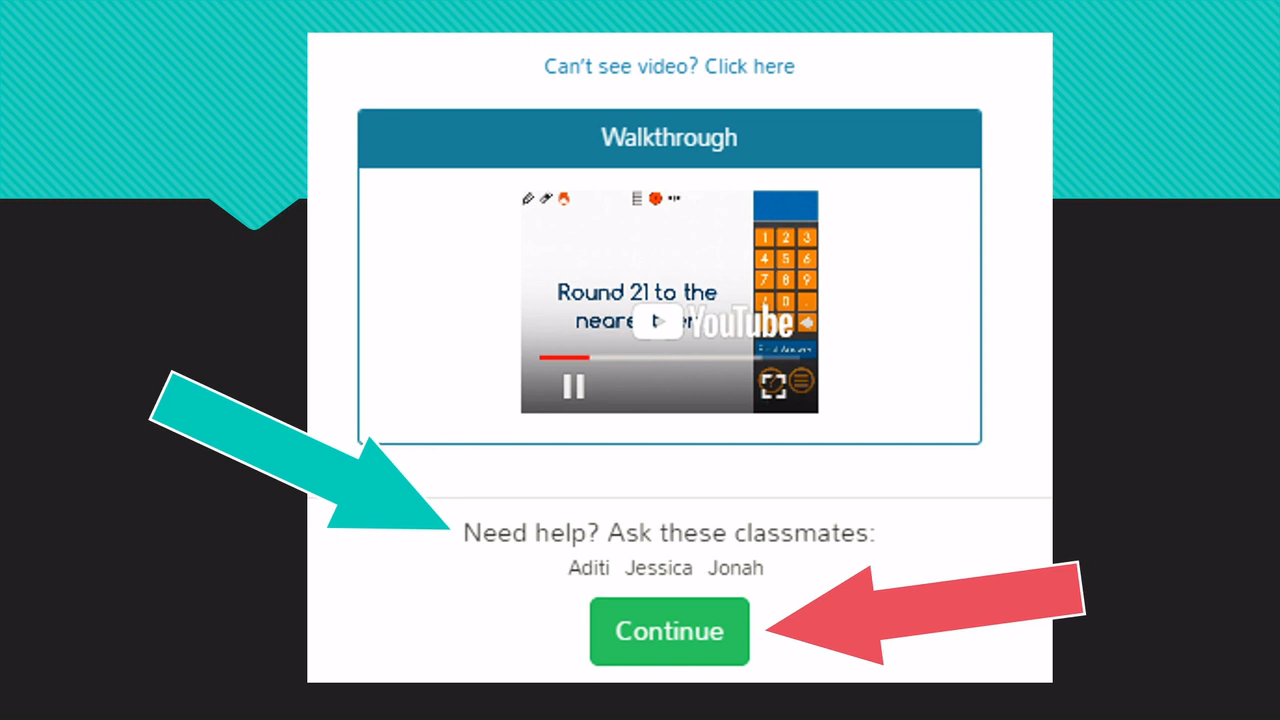 Can't see video? Click here
Walkthrough
Round 21 to the
YouTube
1 2 3
4 5 6
7 8 9
0 .
Need help? Ask these classmates:
Aditi Jessica Jonah
Continue